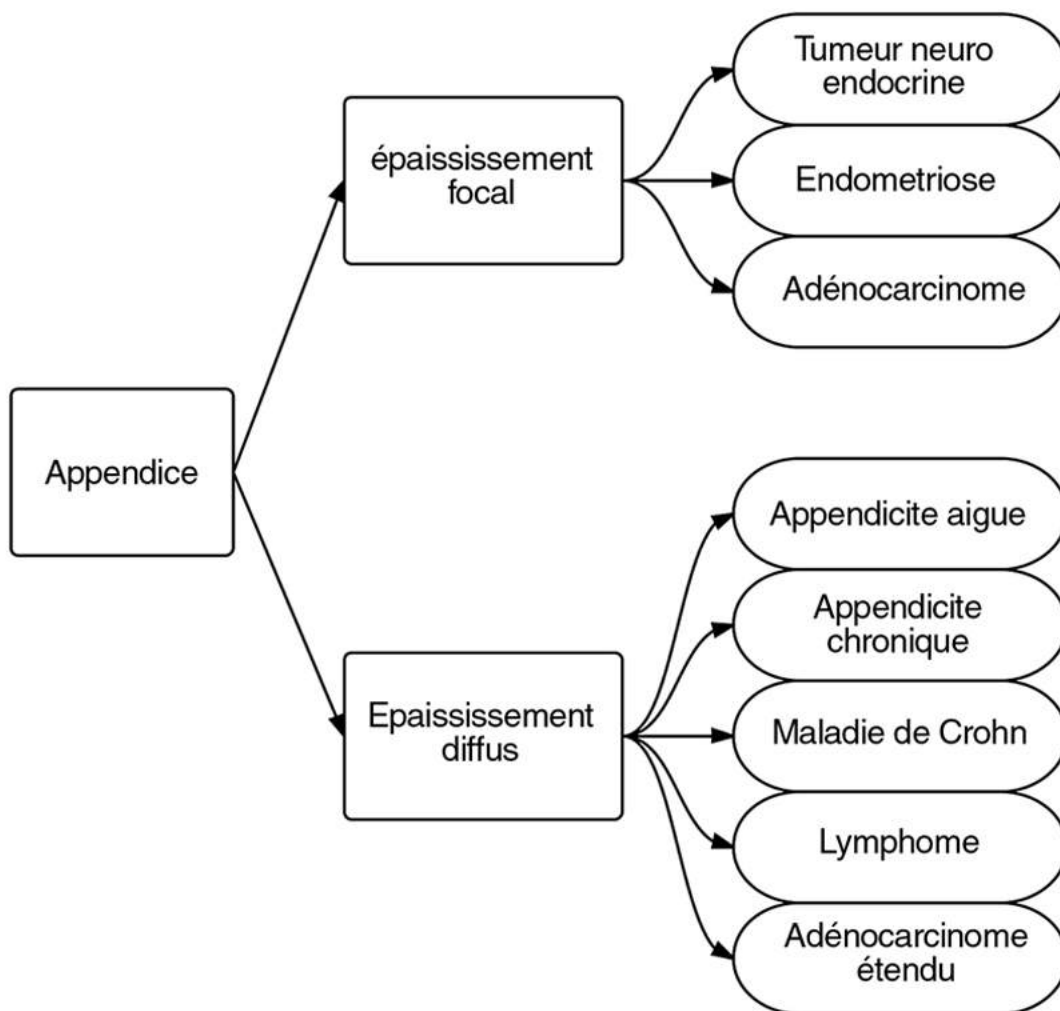 Appendice
épaississement
focal
Tumeur neuro
endocrine
Endometriose
Adénocarcinome
Epaississement
diffus
Appendicite aigue
Appendicite
chronique
Maladie de Crohn
Lymphome
Adénocarcinome
étendu